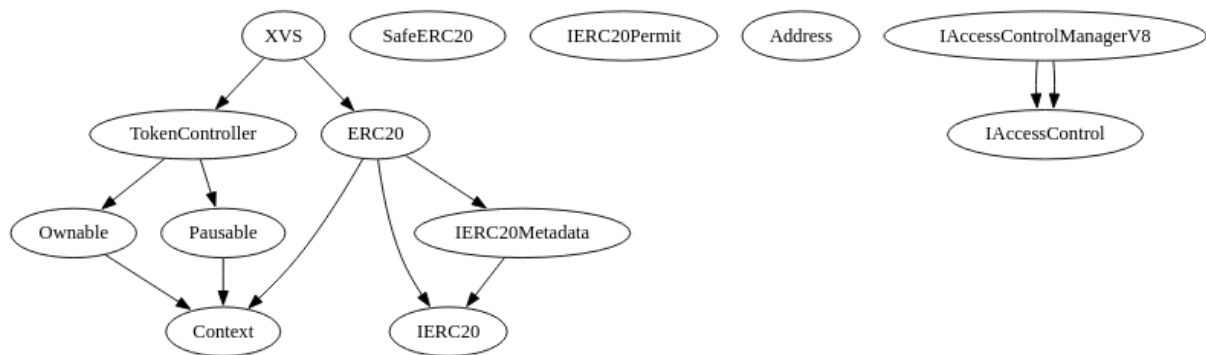 XVS
SafeERC20
IERC20Permit
Address
IAccessControlManagerV8
TokenController
ERC20
IAccessControl
Ownable
Pausable
IERC20Metadata
Context
IERC20